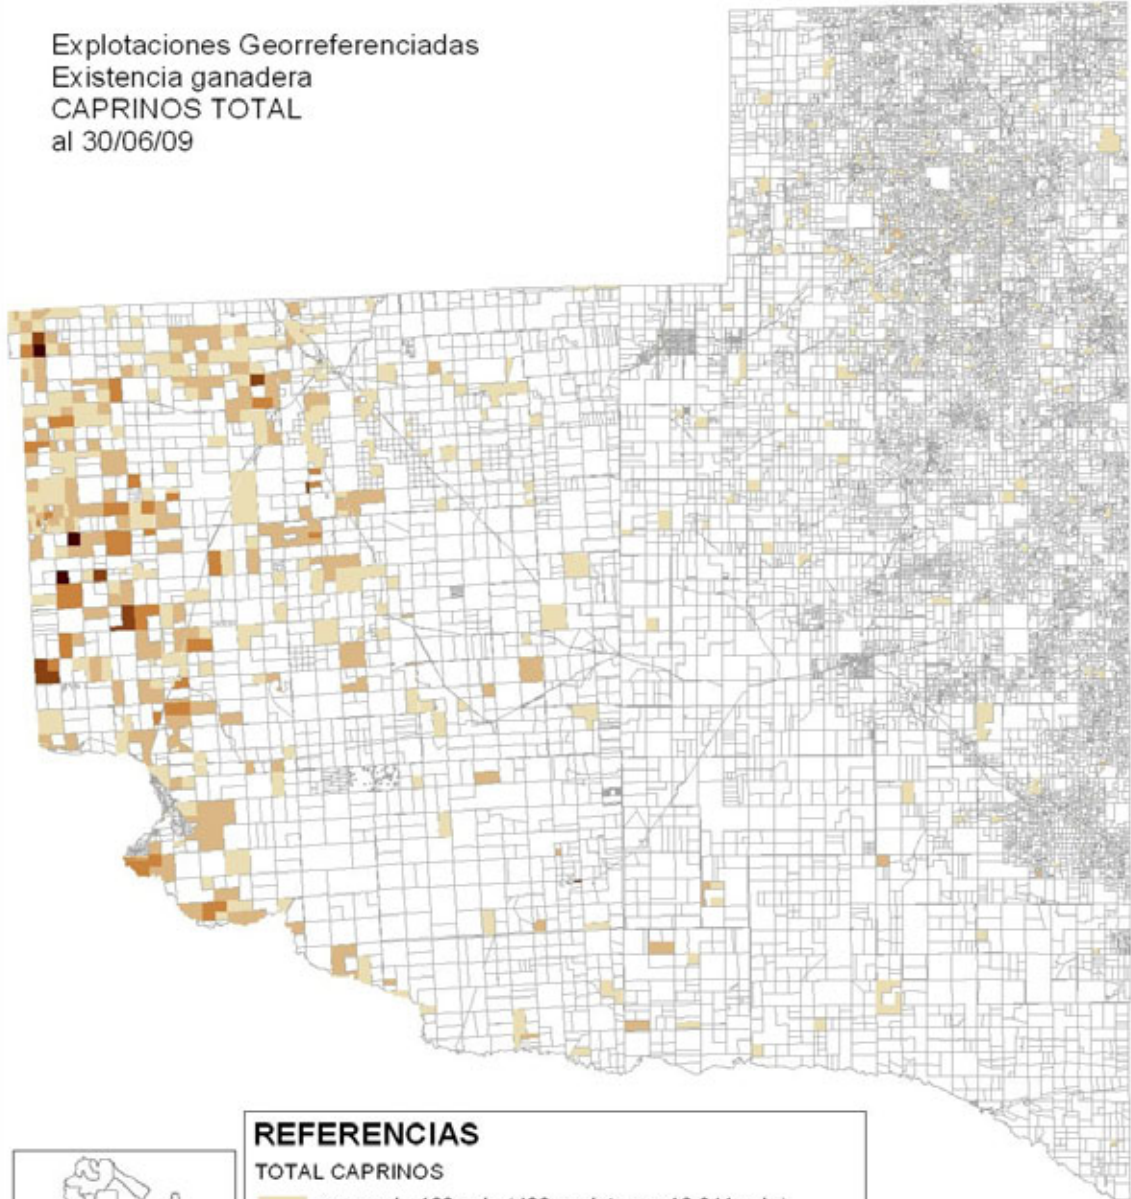 Explotaciones Georreferenciadas
Existencia ganadera
CAPRINOS TOTAL
al 30/06/09
REFERENCIAS
TOTAL CAPRINOS